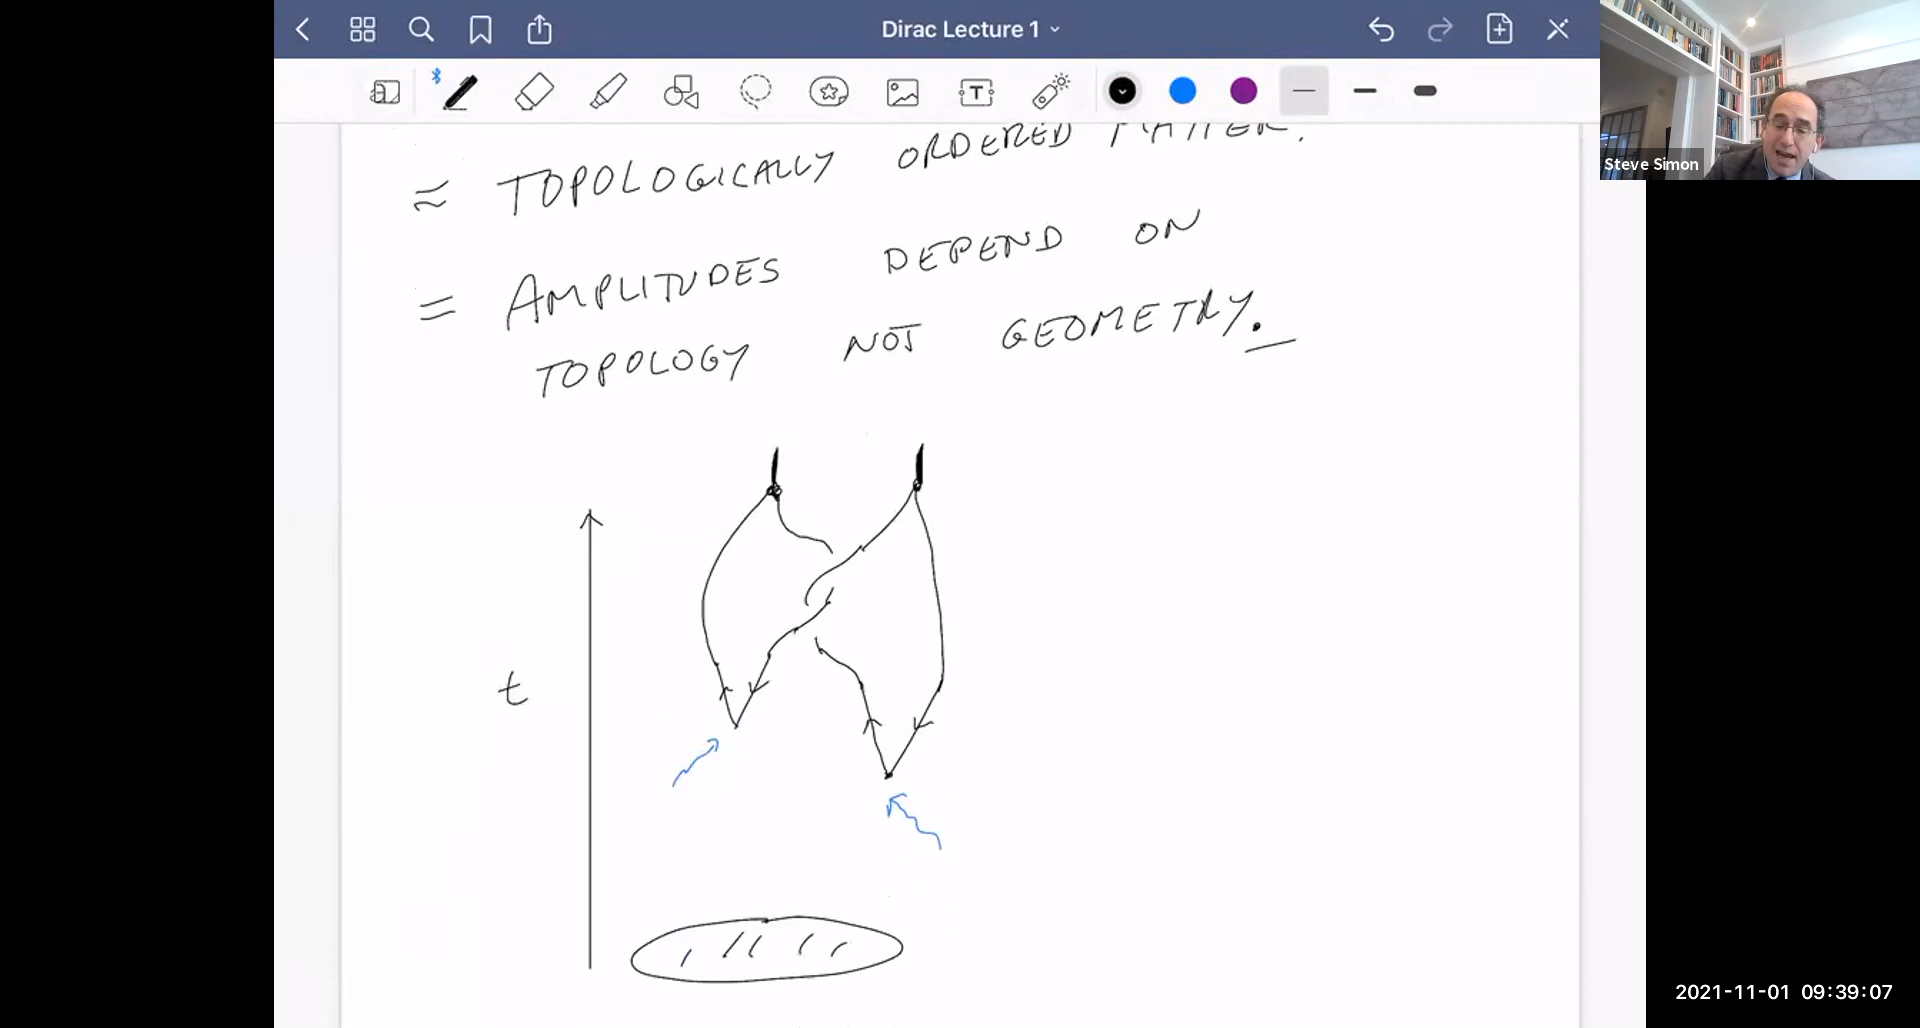 Dirac Lecture 1
T
Steve Simon
≈ TOPOLOGICALLY ORDERED MATTER.
= AMPLITUDES DEPEND ON
TOPOLOGY NOT GEOMETRY.
t
2021-11-01 09:39:07